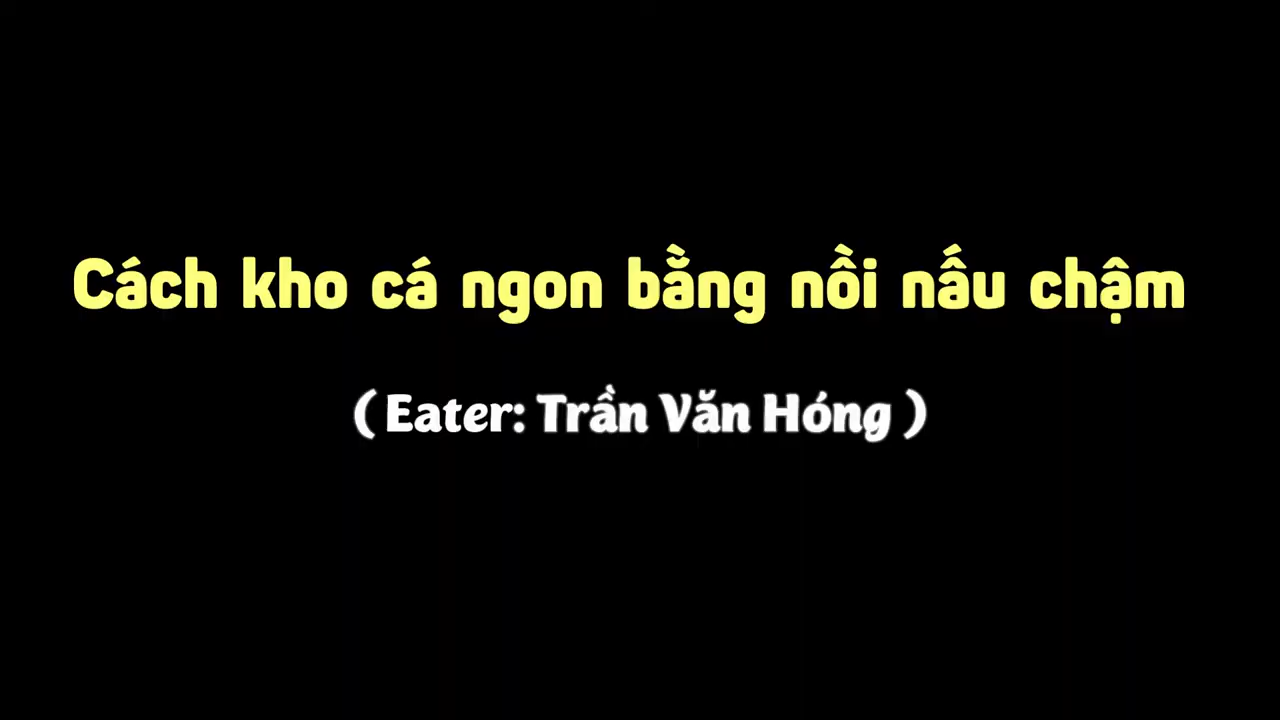 Cách kho cá ngon bằng nồi nấu chậm
( Eater: Trần Văn Hóng )